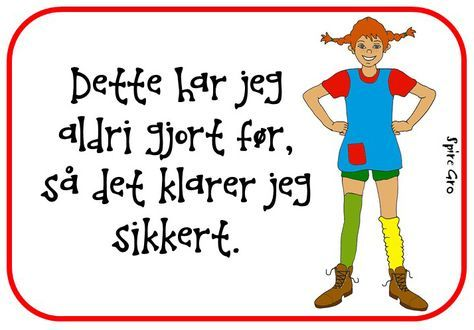 Dette har jeg
aldri gjort før,
så det klarer jeg
sikkert.
Spire Gro